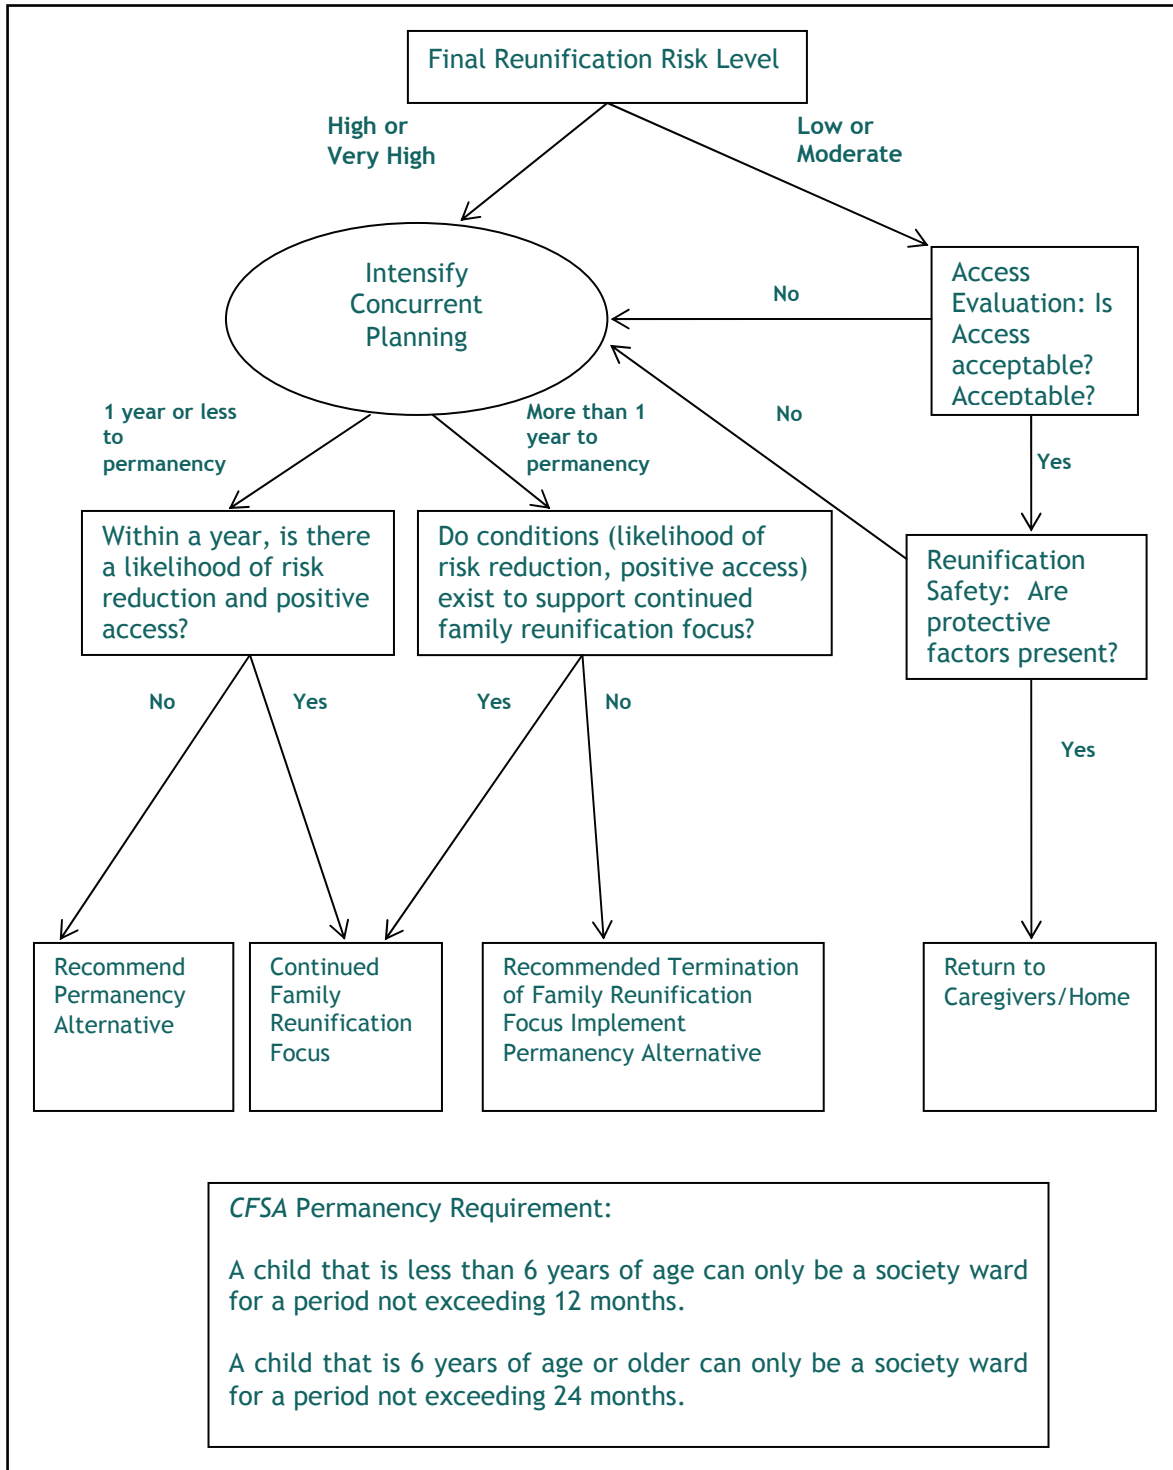 Final Reunification Risk Level
High or
Very High
Low or
Moderate
Intensify
Concurrent
Planning
No
Access
Evaluation: Is
Access
acceptable?
Acceptable?
1 year or less
to
permanency
More than 1
year to
permanency
No
Yes
Within a year, is there
a likelihood of risk
reduction and positive
access?
Do conditions (likelihood of
risk reduction, positive access)
exist to support continued
family reunification focus?
Reunification
Safety: Are
protective
factors present?
No
Yes
Yes
No
Yes
Recommend
Permanency
Alternative
Continued
Family
Reunification
Focus
Recommended Termination
of Family Reunification
Focus Implement
Permanency Alternative
Return to
Caregivers/Home
CFSA Permanency Requirement:
A child that is less than 6 years of age can only be a society ward
for a period not exceeding 12 months.
A child that is 6 years of age or older can only be a society ward
for a period not exceeding 24 months.